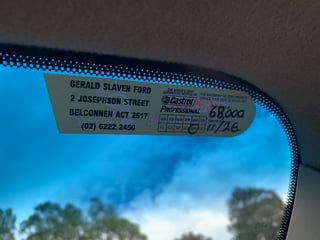 GERALD SLAVEN FORD
2 JOSEPHSON STREET
BELCONNEN ACT 2617
(02) 6222 2450
Castrol
PROFESSIONAL
68,000
11/26